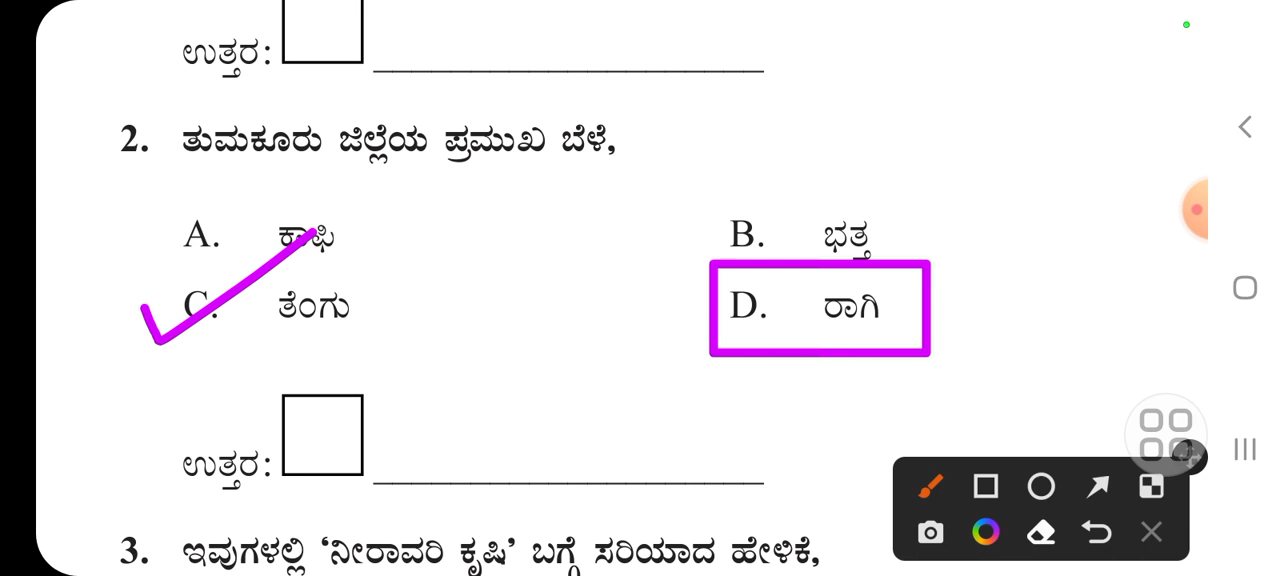 ಉತ್ತರ:
2. ತುಮಕೂರು ಜಿಲ್ಲೆಯ ಪ್ರಮುಖ ಬೆಳೆ,
A. ಕಾಫಿ B. ಭತ್ತ
C. ತೆಂಗು D. ರಾಗಿ
ಉತ್ತರ:
3. ಇವುಗಳಲ್ಲಿ ‘ನೀರಾವರಿ ಕೃಷಿ’ ಬಗ್ಗೆ ಸರಿಯಾದ ಹೇಳಿಕೆ,